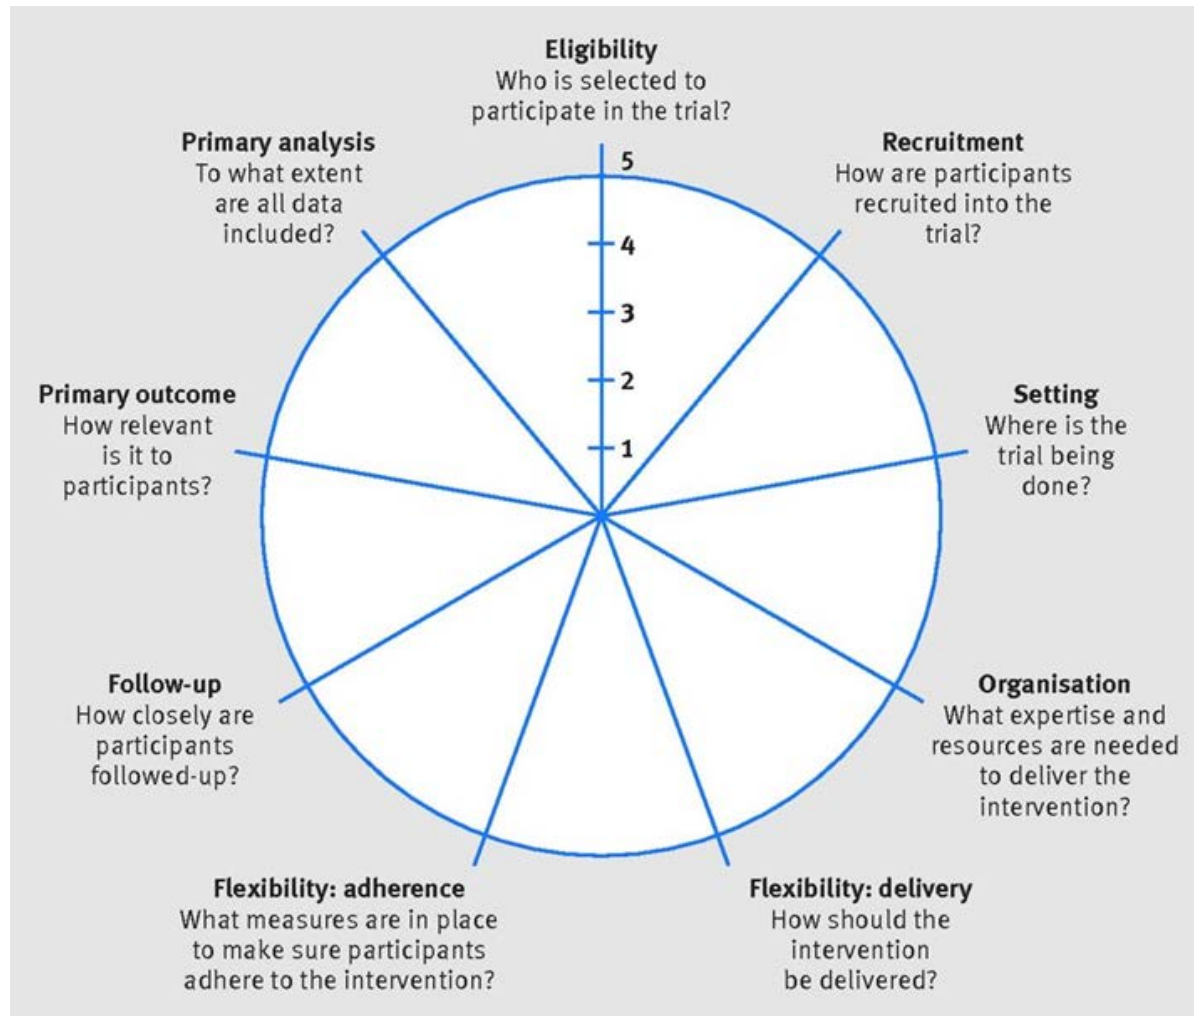 Eligibility
Who is selected to
participate in the trial?
Primary analysis
To what extent
are all data
included?
Recruitment
How are participants
recruited into the
trial?
5
4
3
2
1
Primary outcome
How relevant
is it to
participants?
Setting
Where is the
trial being
done?
Follow-up
How closely are
participants
followed-up?
Organisation
What expertise and
resources are needed
to deliver the
intervention?
Flexibility: adherence
What measures are in place
to make sure participants
adhere to the intervention?
Flexibility: delivery
How should the
intervention
be delivered?